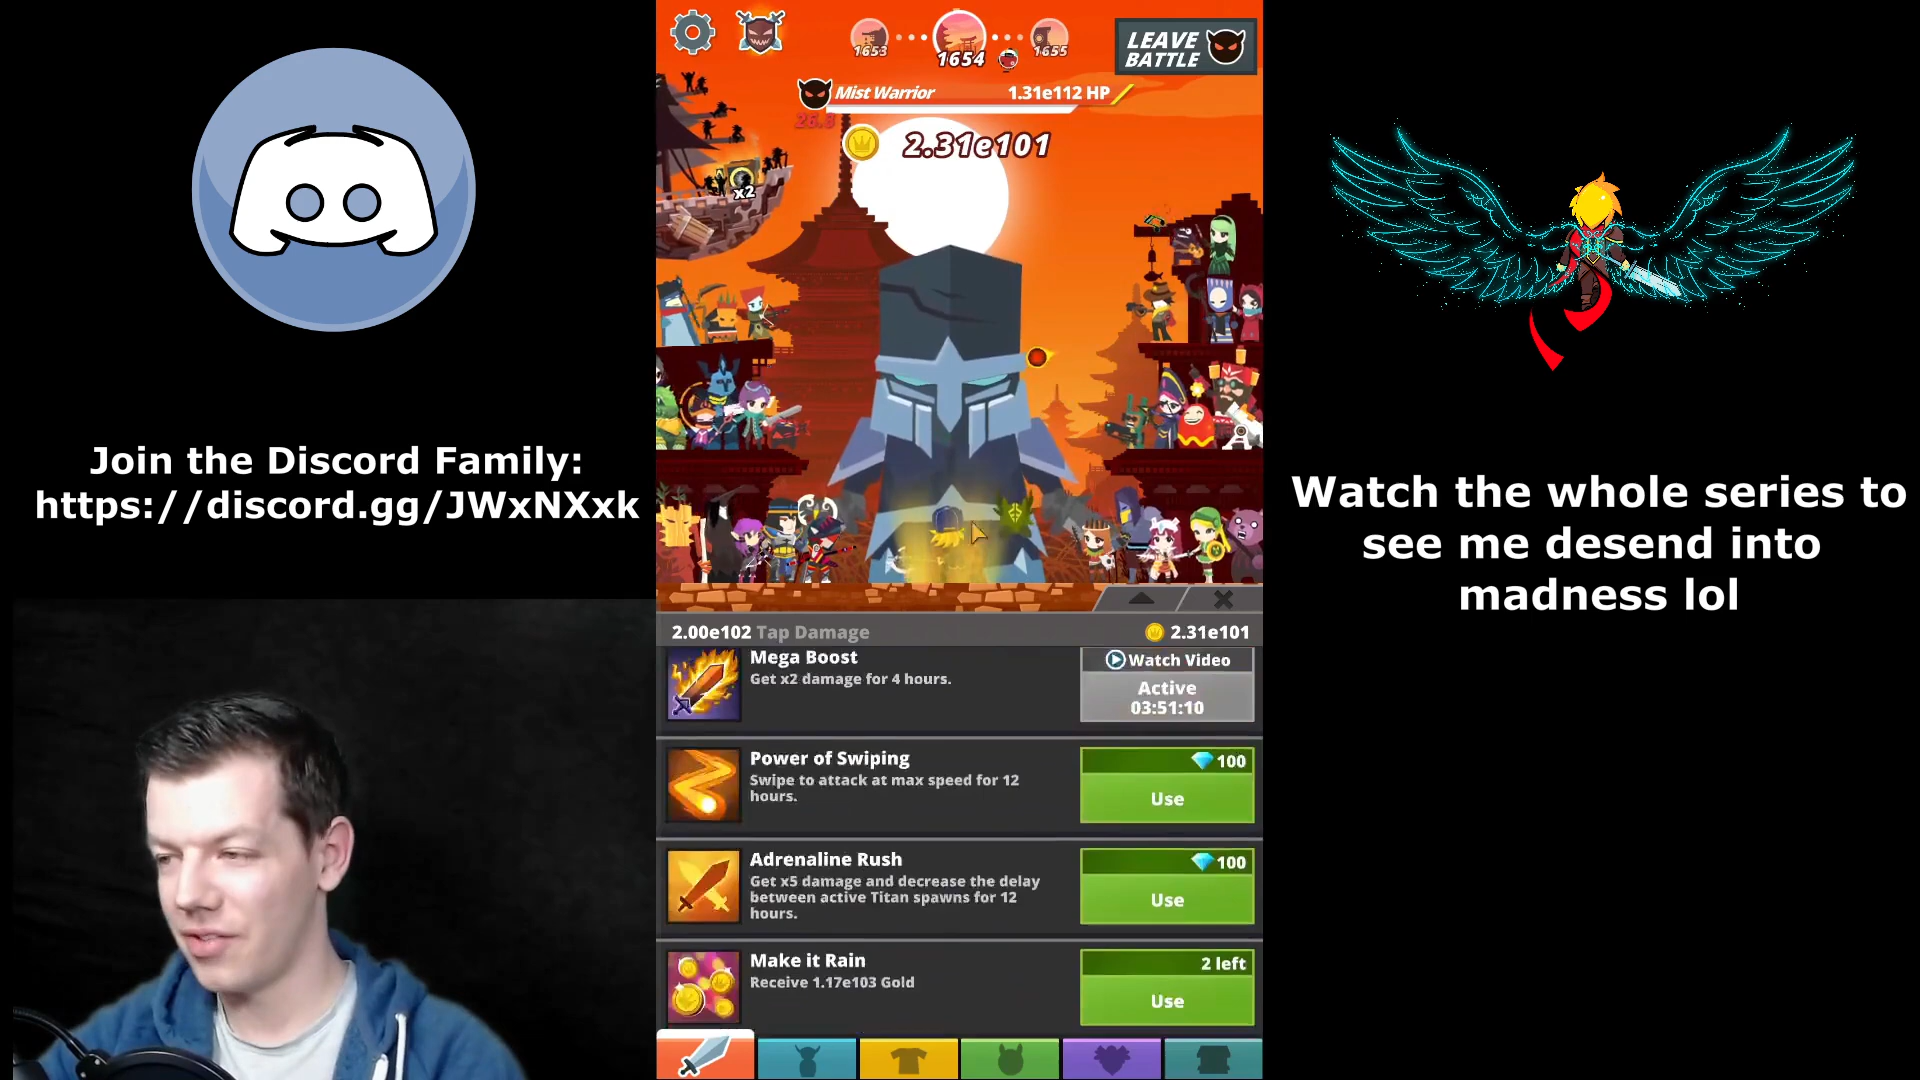 1653
1654
1655
LEAVE
BATTLE
Mist Warrior
1.31e112 HP
26.8
2.31e101
x2
Join the Discord Family:
https://discord.gg/JWxNXxk
Watch the whole series to
see me desend into
madness lol
2.00e102 Tap Damage
2.31e101
Mega Boost
Get x2 damage for 4 hours.
Watch Video
Active
03:51:10
Power of Swiping
Swipe to attack at max speed for 12
hours.
100
Use
Adrenaline Rush
Get x5 damage and decrease the delay
between active Titan spawns for 12
hours.
100
Use
Make it Rain
Receive 1.17e103 Gold
2 left
Use